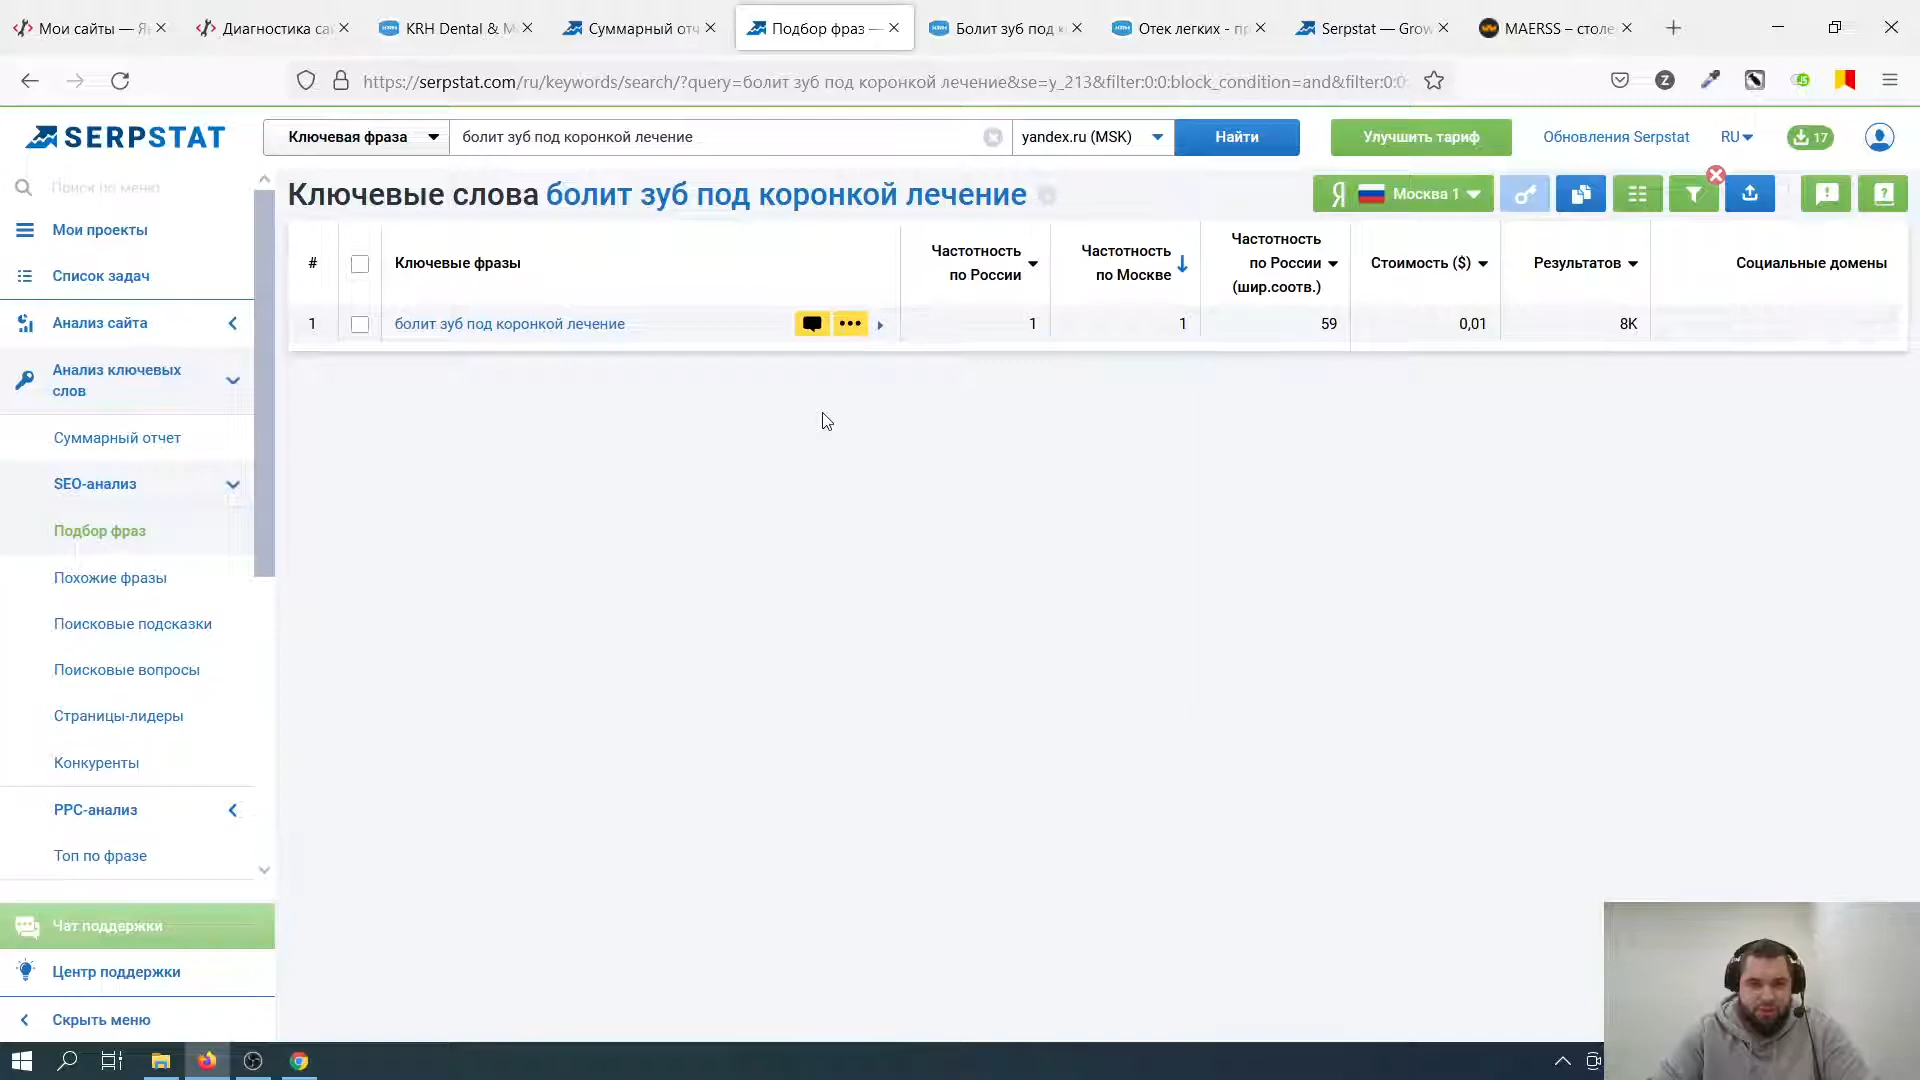 Мои сайты — Я
Диагностика са
KRH Dental & M
Суммарный отч
Подбор фраз —
Болит зуб под к
Отек легких - пр
Serpstat — Grow
MAERSS – столе
https://serpstat.com/ru/keywords/search/?query=болит зуб под коронкой лечение&se=y_213&filter:0:0:block_condition=and&filter:0:0:
SERPSTAT
Ключевая фраза
болит зуб под коронкой лечение
yandex.ru (MSK)
Найти
Улучшить тариф
Обновления Serpstat
RU
17
Поиск по меню
Ключевые слова болит зуб под коронкой лечение
Я Москва 1
Мои проекты
Список задач
Анализ сайта
Анализ ключевых
слов
Суммарный отчет
SEO-анализ
Подбор фраз
Похожие фразы
Поисковые подсказки
Поисковые вопросы
Страницы-лидеры
Конкуренты
PPC-анализ
Топ по фразе
Чат поддержки
Центр поддержки
Скрыть меню
#
Ключевые фразы
Частотность
по России
Частотность
по Москве
Частотность
по России
(шир.соотв.)
Стоимость ($)
Результатов
Социальные домены
1
болит зуб под коронкой лечение
1
1
59
0,01
8K